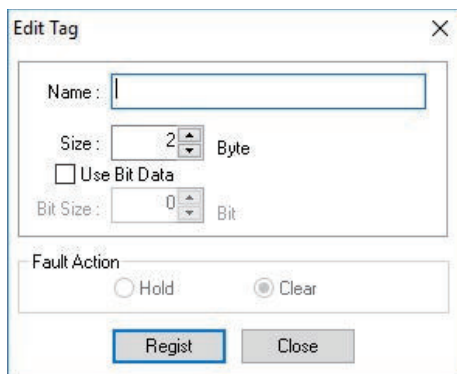 Edit Tag
Name :
Size : 2 Byte
Use Bit Data
Bit Size : 0 Bit
Fault Action
Hold Clear
Regist Close